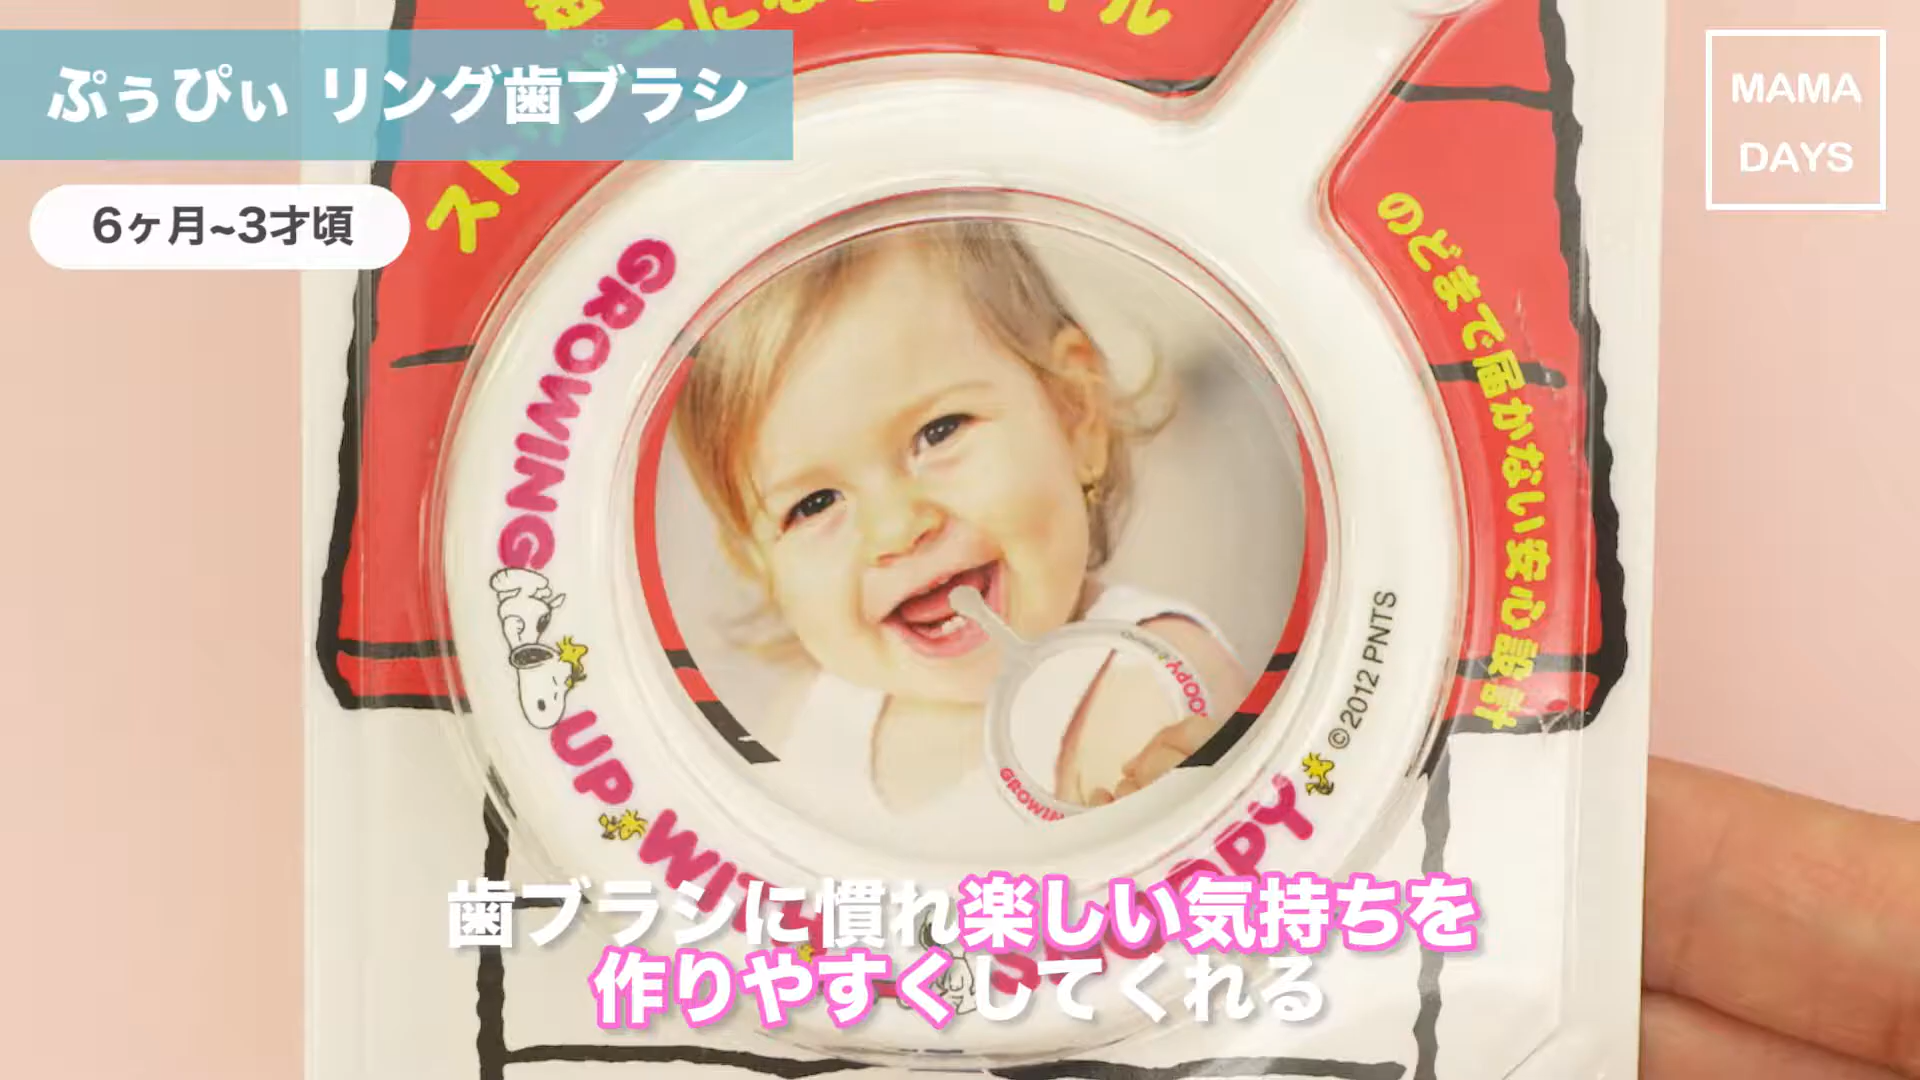 ぷぅぴぃ リング歯ブラシ
6ヶ月~3才頃
MAMA
DAYS
のどまで届かない安心設計
GROWING
UP WITH
SNOOPY
©2012 PNTS
GROWIN
歯ブラシに慣れ楽しい気持ちを
作りやすくしてくれる